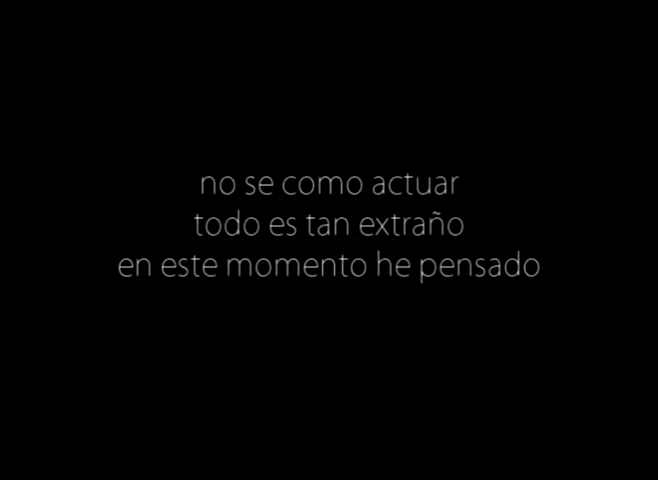 no se como actuar
todo es tan extraño
en este momento he pensado